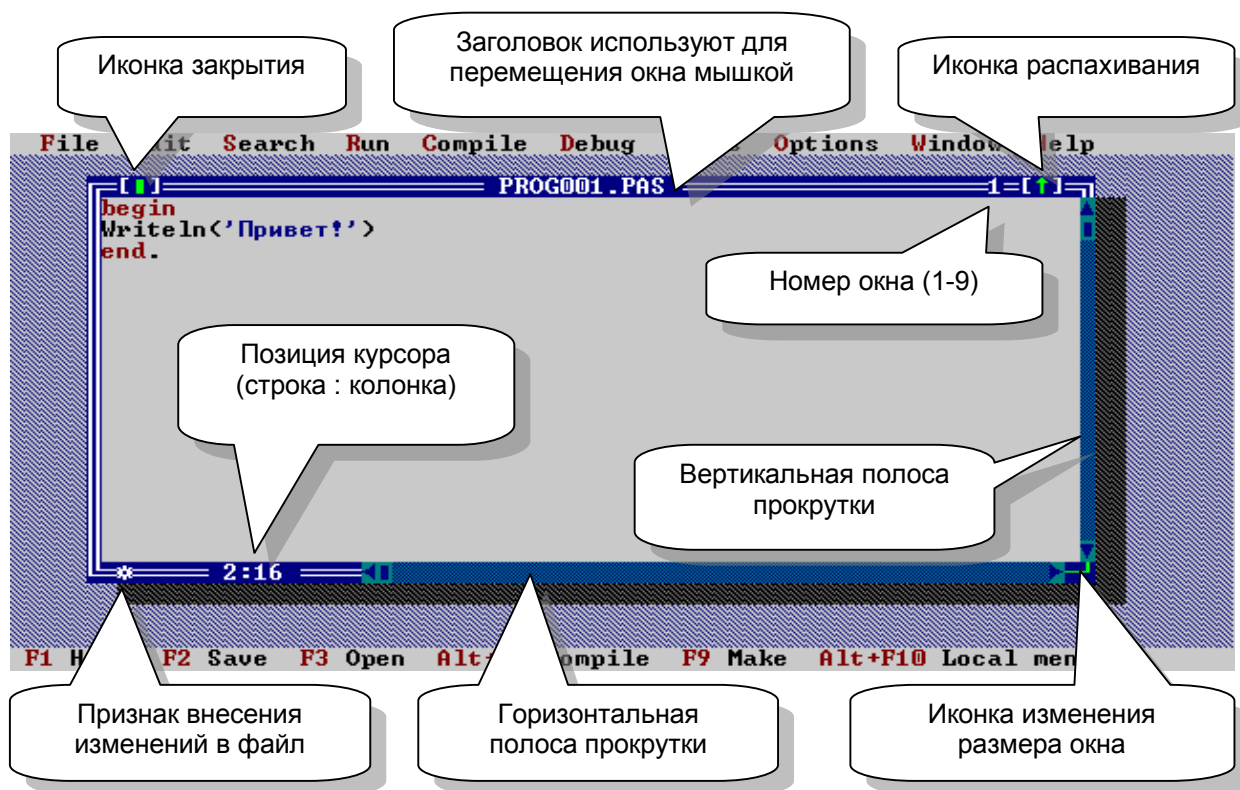 Иконка закрытия
Заголовок используют для
перемещения окна мышкой
Иконка распахивания
File Search Run Compile Debug Options Window Help
[▮] PROG001.PAS 1=[↑]
begin
Writeln('Привет!')
end.
Номер окна (1-9)
Позиция курсора
(строка : колонка)
Вертикальная полоса
прокрутки
2:16
F1 F2 Save F3 Open F9 Make Alt+F10 Local
Признак внесения
изменений в файл
Горизонтальная
полоса прокрутки
Иконка изменения
размера окна